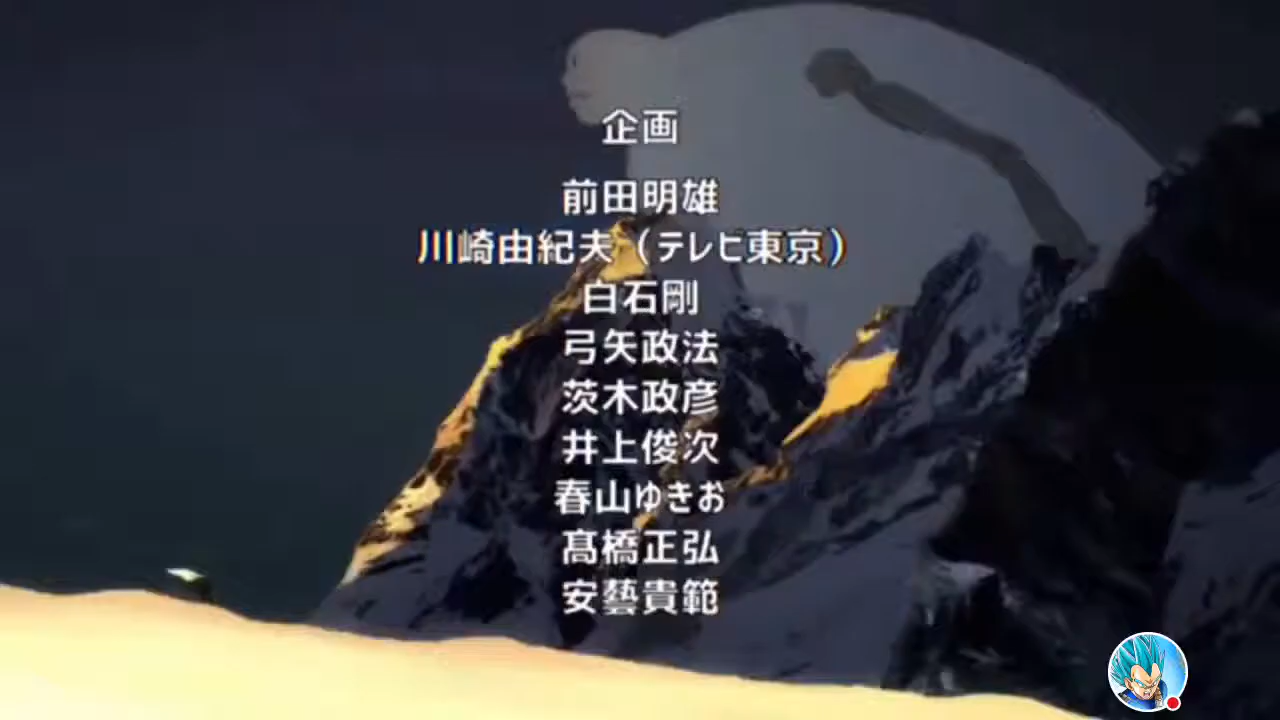 企画
前田明雄
川崎由紀夫（テレビ東京）
白石剛
弓矢政法
茨木政彦
井上俊次
春山ゆきお
髙橋正弘
安藝貴範